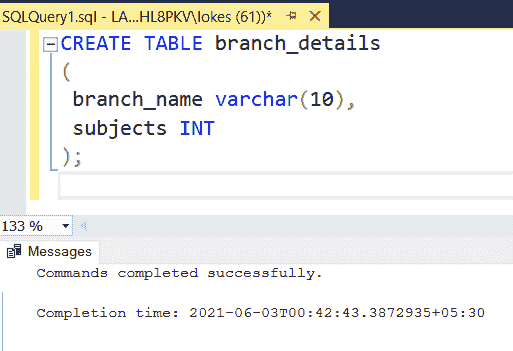 SQLQuery1.sql - LA...HL8PKV\lokes (61))*
CREATE TABLE branch_details
(
branch_name varchar(10),
subjects INT
);
133 %
Messages
Commands completed successfully.
Completion time: 2021-06-03T00:42:43.3872935+05:30